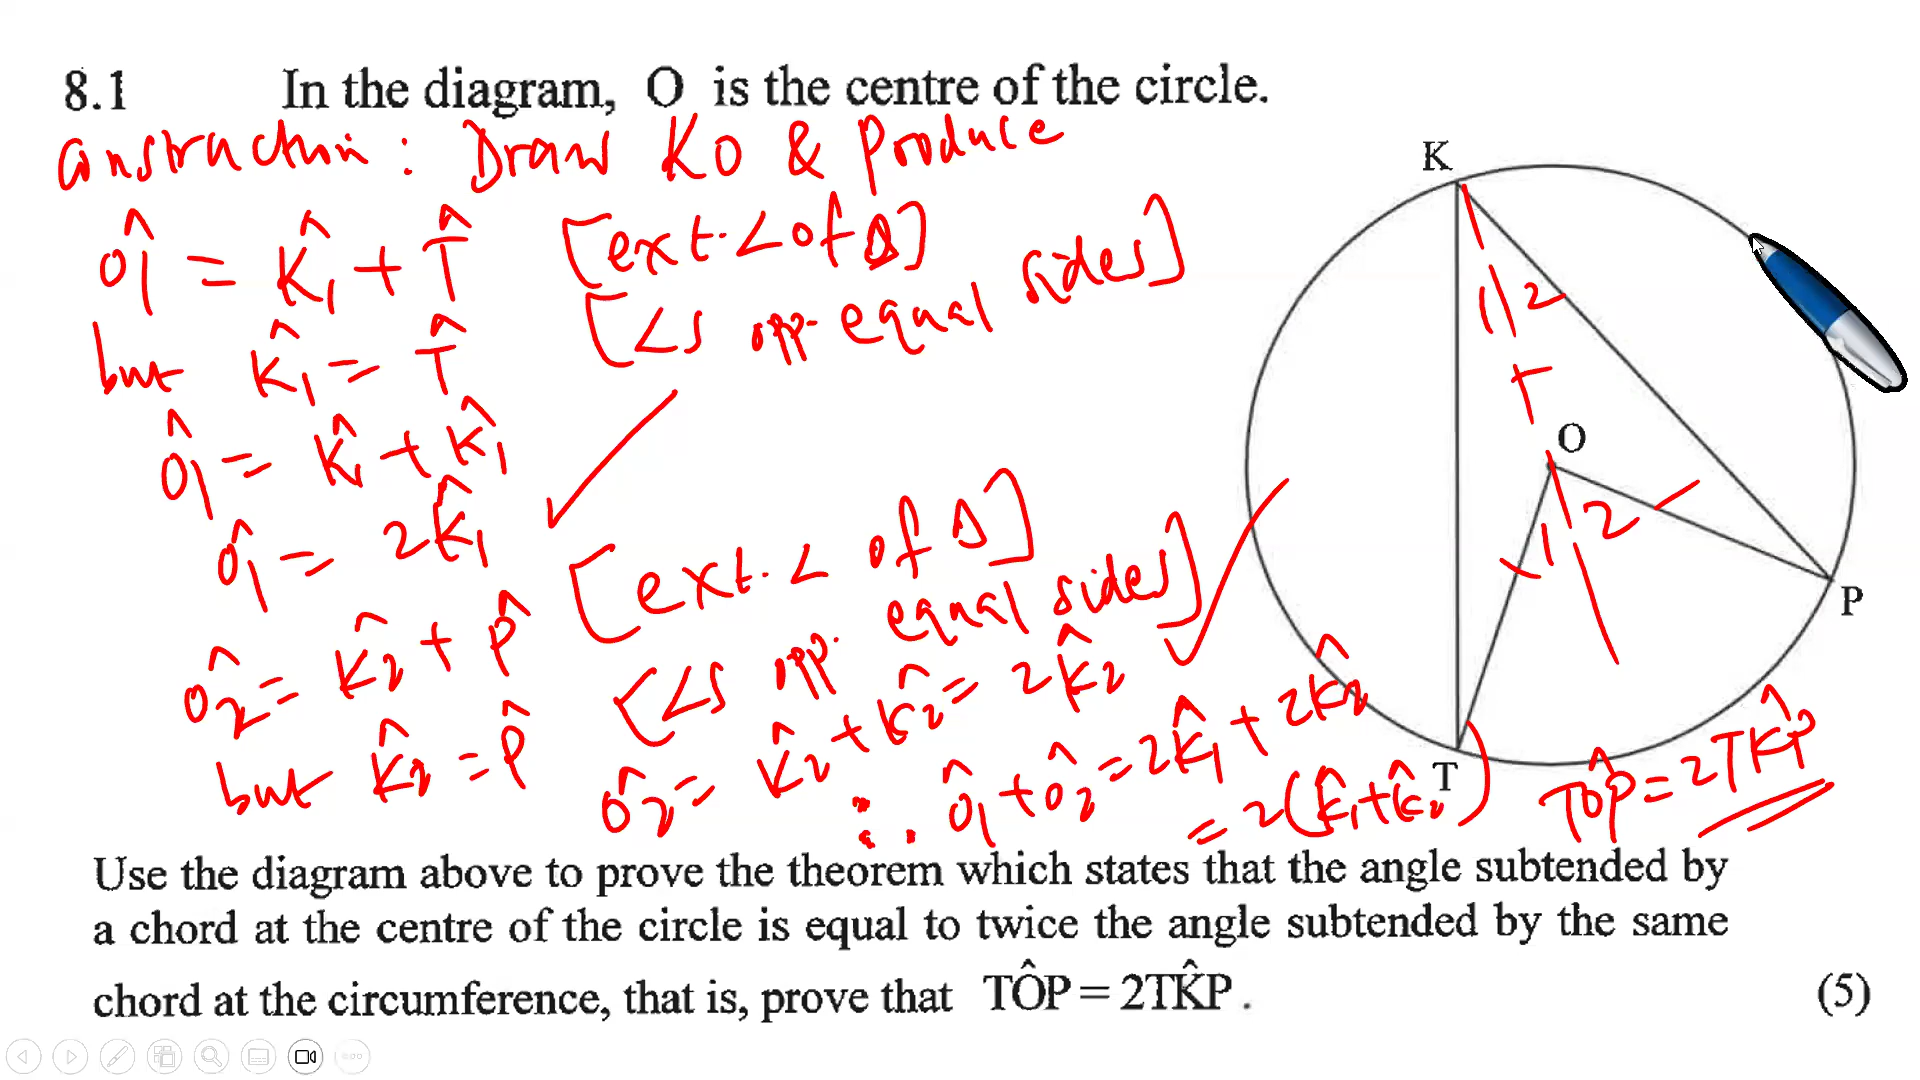 8.1 In the diagram, O is the centre of the circle.
Construction: Draw KO & Produce
Ô1 = K̂1 + T̂ [ext. ∠ of Δ]
but K̂1 = T̂ [∠s opp. equal sides]
Ô1 = K̂1 + K̂1
Ô1 = 2K̂1
Ô2 = K̂2 + P̂ [ext. ∠ of Δ]
but K̂2 = P̂ [∠s opp. equal sides]
Ô2 = K̂2 + K̂2 = 2K̂2
∴ Ô1 + Ô2 = 2K̂1 + 2K̂2
= 2(K̂1 + K̂2)
TÔP = 2TK̂P
K
1 2
O
1 2
P
T
Use the diagram above to prove the theorem which states that the angle subtended by
a chord at the centre of the circle is equal to twice the angle subtended by the same
chord at the circumference, that is, prove that TÔP = 2TK̂P . (5)